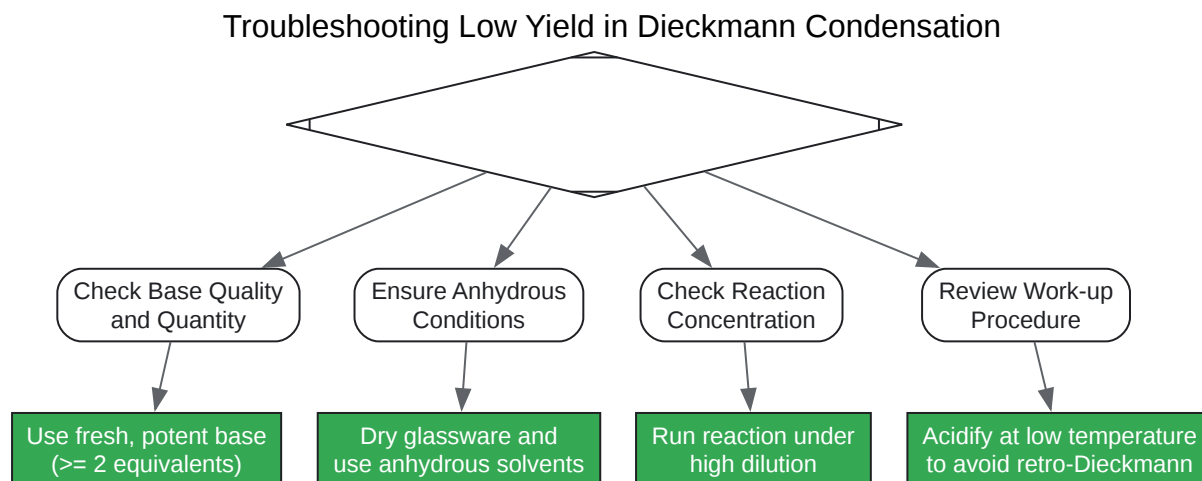 Troubleshooting Low Yield in Dieckmann Condensation
Check Base Quality
and Quantity
Ensure Anhydrous
Conditions
Check Reaction
Concentration
Review Work-up
Procedure
Use fresh, potent base
(>= 2 equivalents)
Dry glassware and
use anhydrous solvents
Run reaction under
high dilution
Acidify at low temperature
to avoid retro-Dieckmann